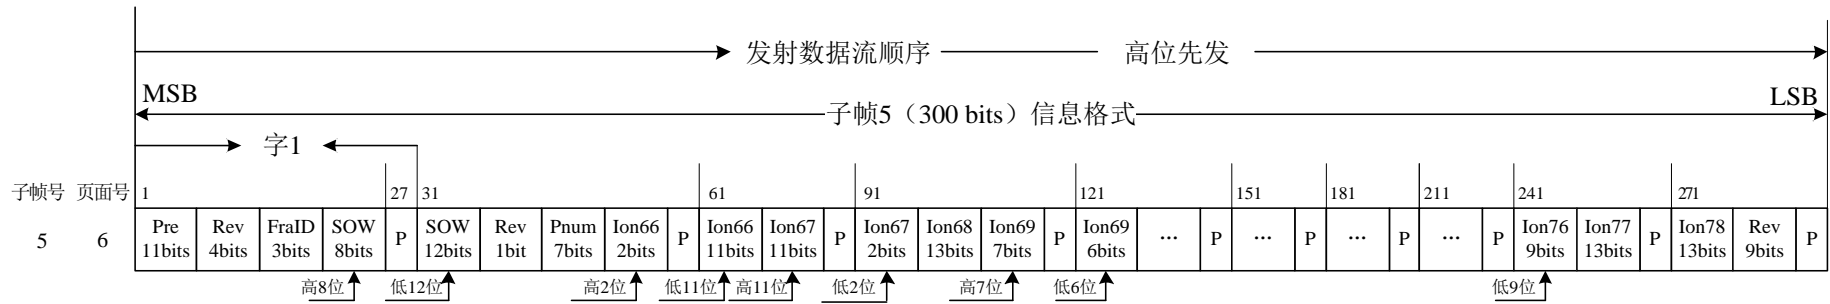 发射数据流顺序 高位先发
MSB LSB
子帧5（300 bits）信息格式
字1
子帧号 页面号 1 27 31 61 91 121 151 181 211 241 271
5 6
Pre
11bits
Rev
4bits
FraID
3bits
SOW
8bits
P
SOW
12bits
Rev
1bit
Pnum
7bits
Ion66
2bits
P
Ion66
11bits
Ion67
11bits
P
Ion67
2bits
Ion68
13bits
Ion69
7bits
P
Ion69
6bits
...
P
...
P
...
P
...
P
Ion76
9bits
Ion77
13bits
P
Ion78
13bits
Rev
9bits
P
高8位 低12位 高2位 低11位 高11位 低2位 高7位 低6位 低9位